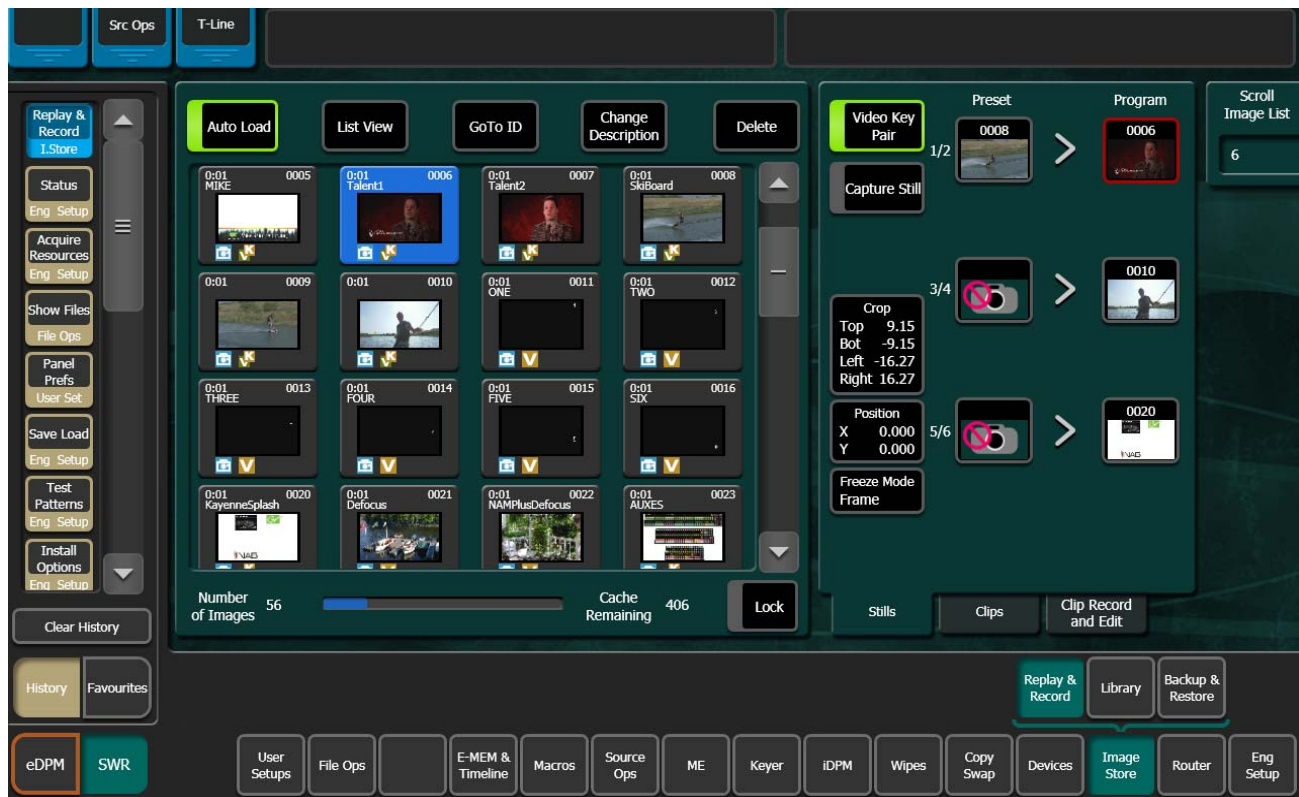 Src Ops
T-Line
Replay &
Record
I.Store
Status
Eng Setup
Acquire
Resources
Eng Setup
Show Files
File Ops
Panel
Prefs
User Set
Save Load
Eng Setup
Test
Patterns
Eng Setup
Install
Options
Eng Setup
Clear History
History
Favourites
eDPM
SWR
Auto Load
List View
GoTo ID
Change
Description
Delete
0:01 0005
MIKE
0:01 0006
Talent1
0:01 0007
Talent2
0:01 0008
SkiBoard
0:01 0009
0:01 0010
0:01 0011
ONE
0:01 0012
TWO
0:01 0013
THREE
0:01 0014
FOUR
0:01 0015
FIVE
0:01 0016
SIX
0:01 0020
KayenneSplash
NAB
0:01 0021
Defocus
0:01 0022
NAMPlusDefocus
0:01 0023
AUXES
Number
of Images 56
Cache
Remaining 406
Lock
Video Key
Pair
Capture Still
Preset
Program
1/2
0008
>
0006
3/4
>
0010
5/6
>
0020
NAB
Crop
Top 9.15
Bot -9.15
Left -16.27
Right 16.27
Position
X 0.000
Y 0.000
Freeze Mode
Frame
Stills
Clips
Clip Record
and Edit
Scroll
Image List
6
Replay &
Record
Library
Backup &
Restore
User
Setups
File Ops
E-MEM &
Timeline
Macros
Source
Ops
ME
Keyer
iDPM
Wipes
Copy
Swap
Devices
Image
Store
Router
Eng
Setup